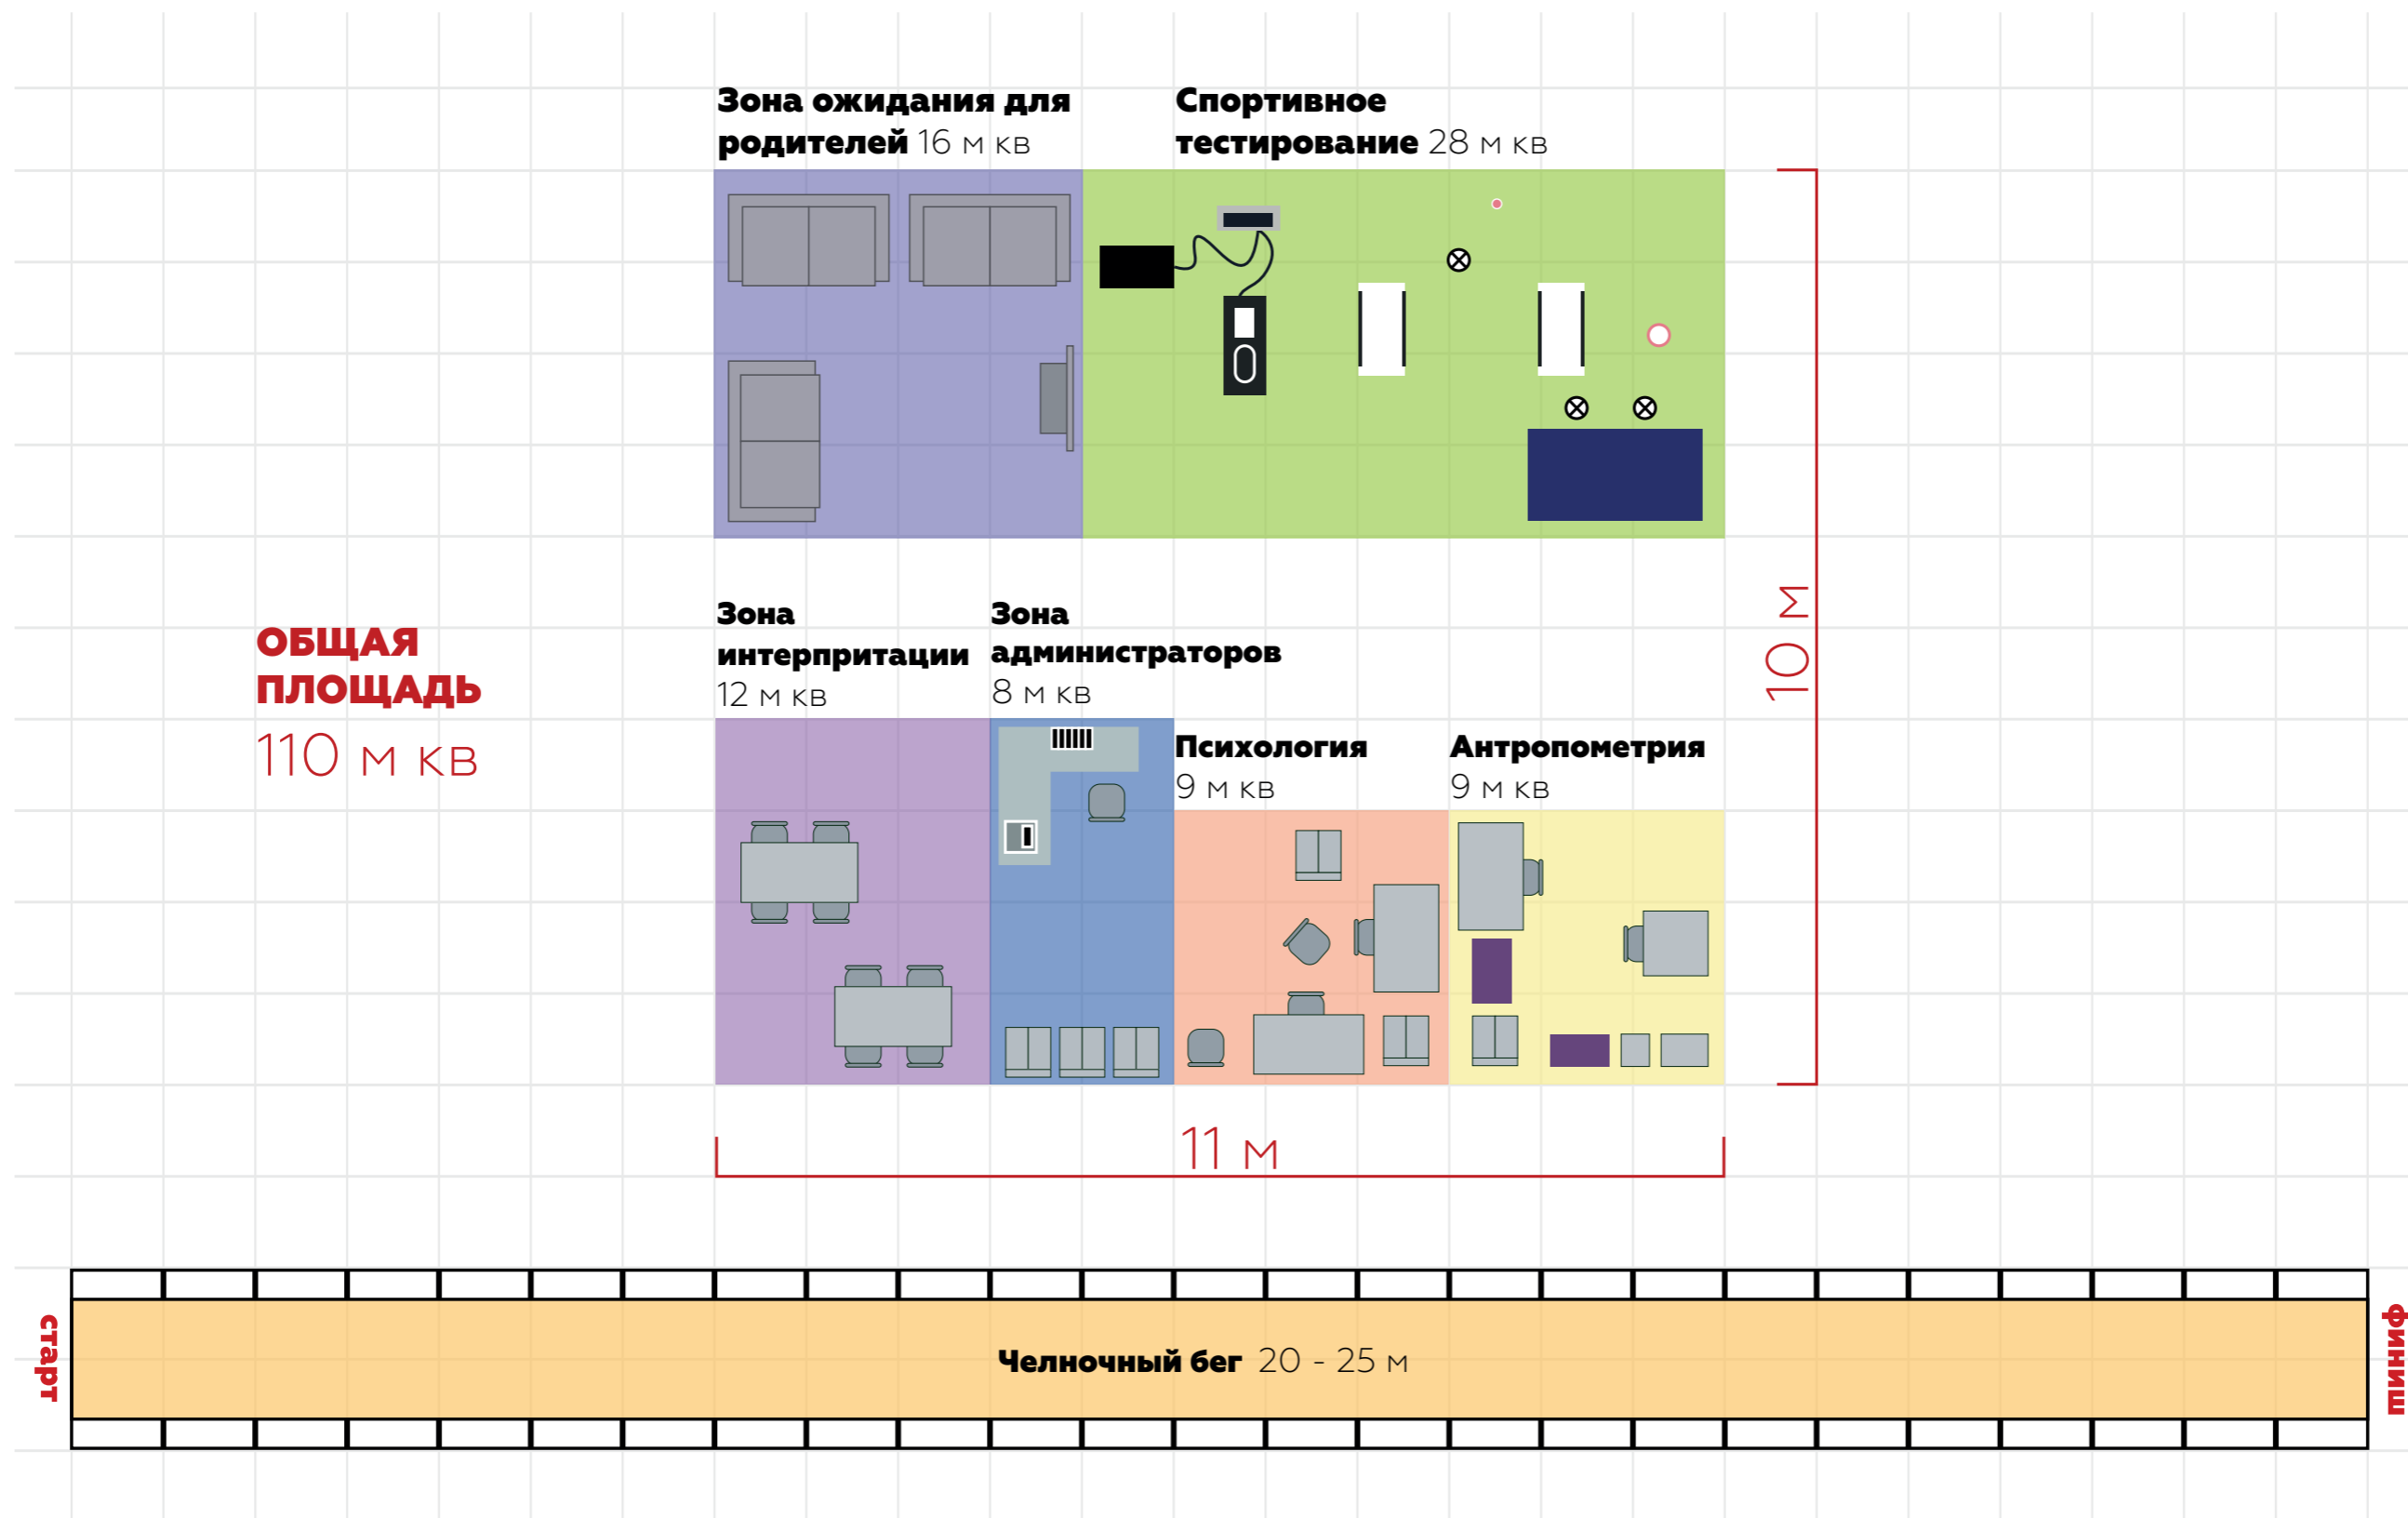 Зона ожидания для
родителей 16 м кв
Спортивное
тестирование 28 м кв
ОБЩАЯ
ПЛОЩАДЬ
110 м кв
Зона
интерпритации
12 м кв
Зона
администраторов
8 м кв
Психология
9 м кв
Антропометрия
9 м кв
10 м
11 м
старт
Челночный бег 20 - 25 м
финиш